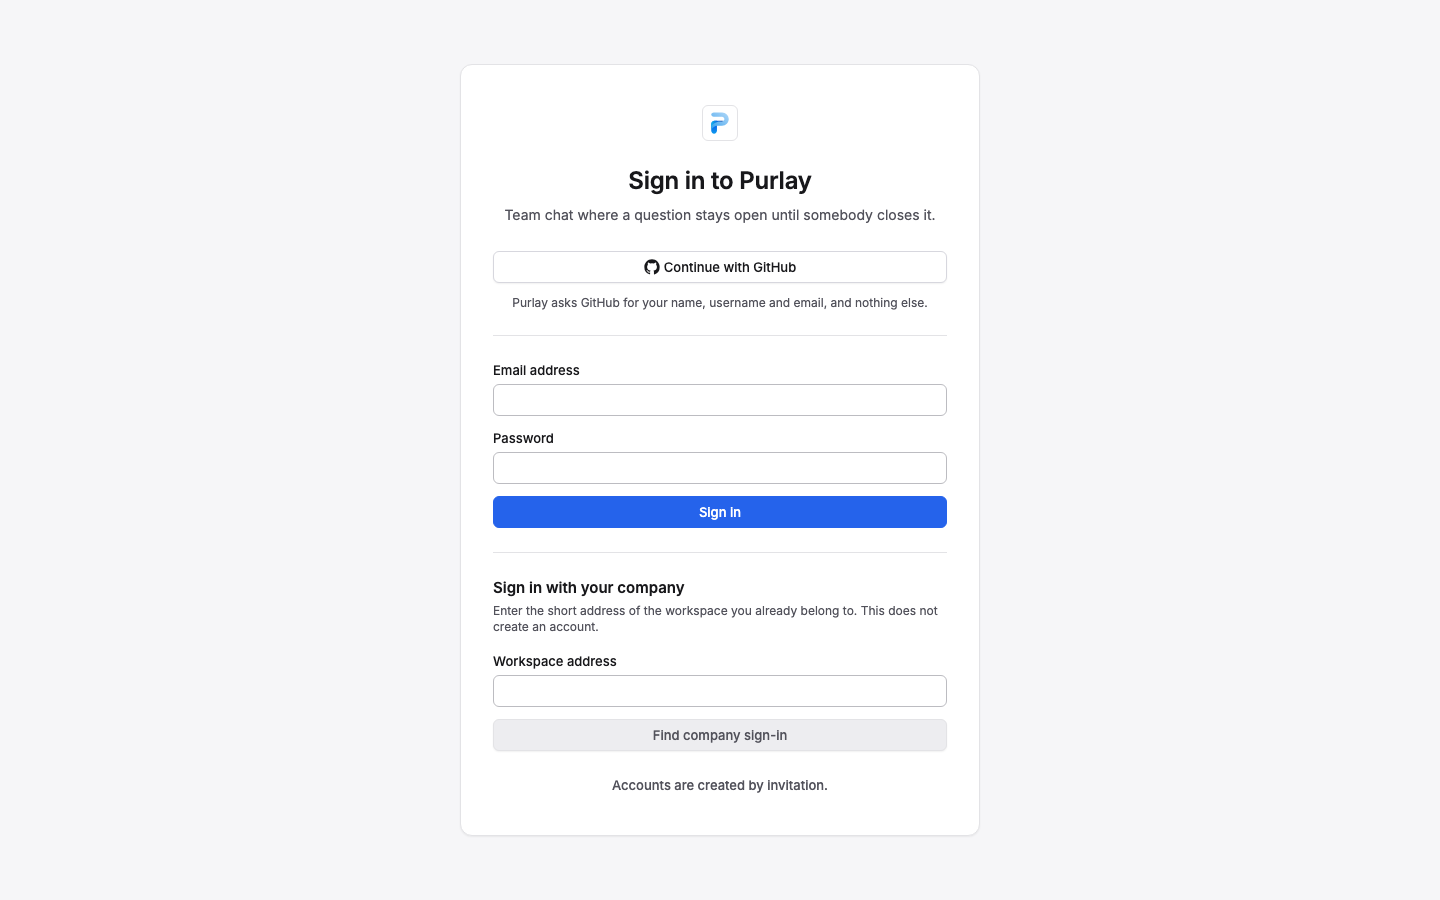 Sign in to Purlay
Team chat where a question stays open until somebody closes it.
Continue with GitHub
Purlay asks GitHub for your name, username and email, and nothing else.
Email address
Password
Sign in
Sign in with your company
Enter the short address of the workspace you already belong to. This does not
create an account.
Workspace address
Find company sign-in
Accounts are created by invitation.